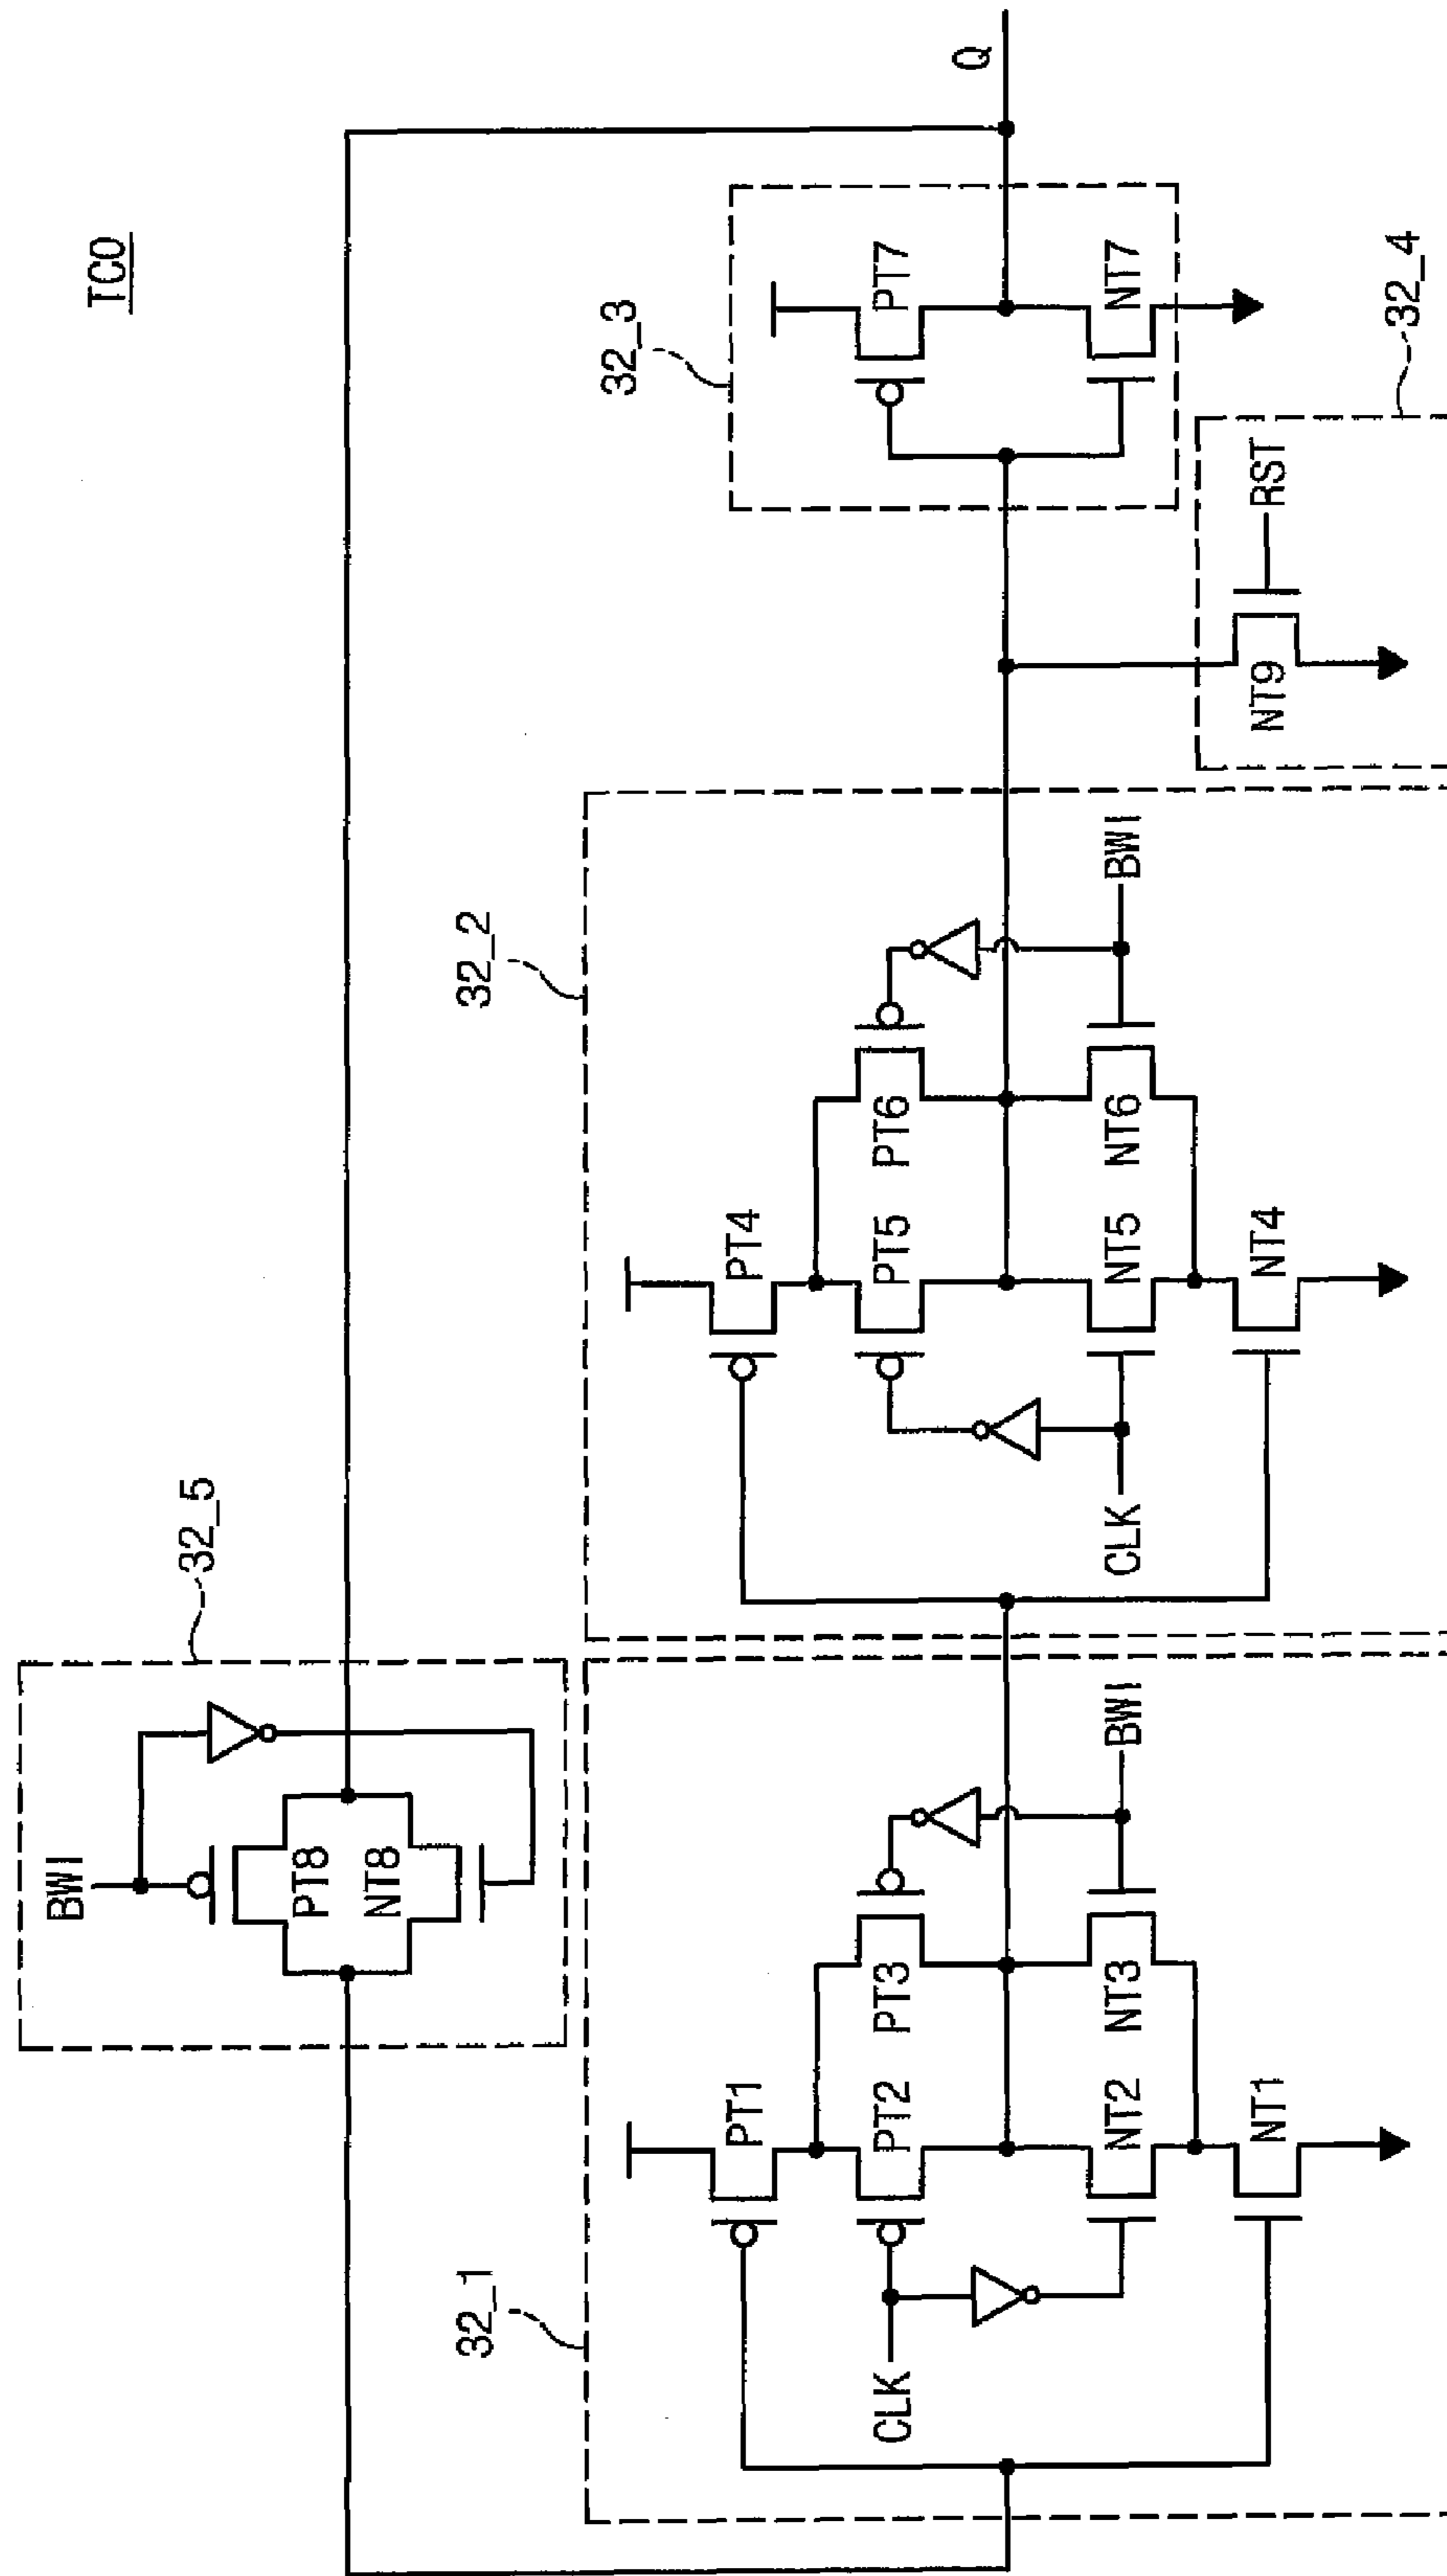 TC0
BWI
32_5
PT8
NT8
32_1
32_2
32_3
PT1
PT4
CLK
PT2
PT3
PT5
PT6
PT7
Q
NT2
NT3
BWI
CLK
NT5
NT6
BWI
NT7
NT1
NT4
NT9
RST
32_4